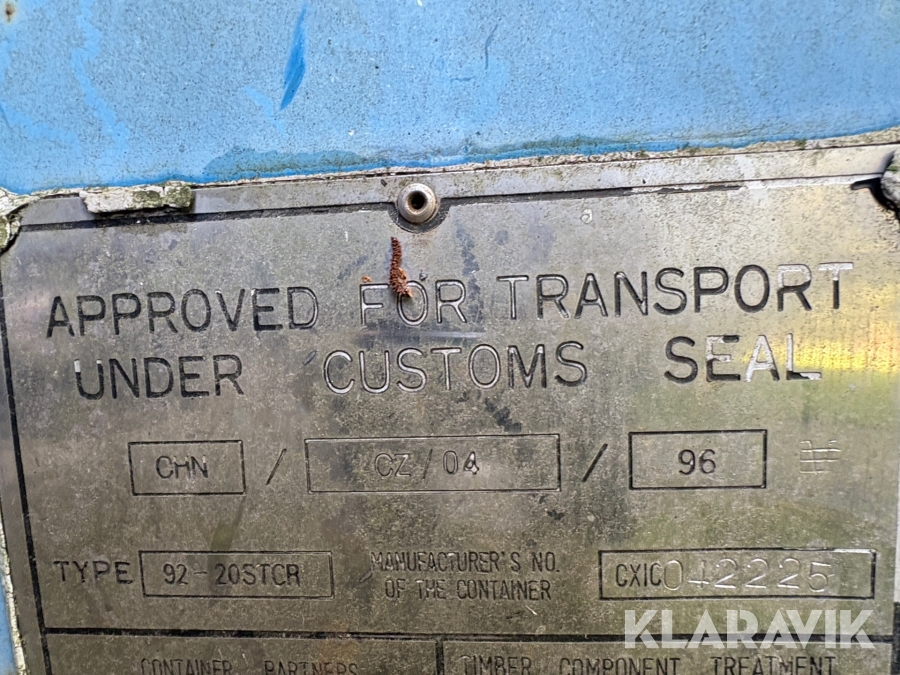 APPROVED FOR TRANSPORT
UNDER CUSTOMS SEAL
CHN / CZ/04 / 96
TYPE 92-20STCR MANUFACTURER'S NO. OF THE CONTAINER CXIC042225
KLARAVIK
CONTAINER PARTNERS TIMBER COMPONENT TREATMENT